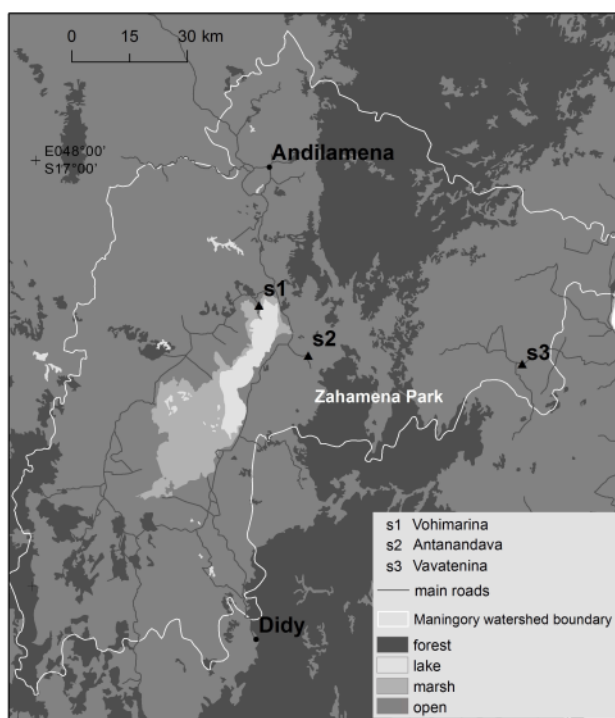 0 15 30 km
E048°00'
S17°00'
Andilamena
s1
s2
s3
Zahamena Park
Didy
s1 Vohimarina
s2 Antanandava
s3 Vavatenina
main roads
Maningory watershed boundary
forest
lake
marsh
open